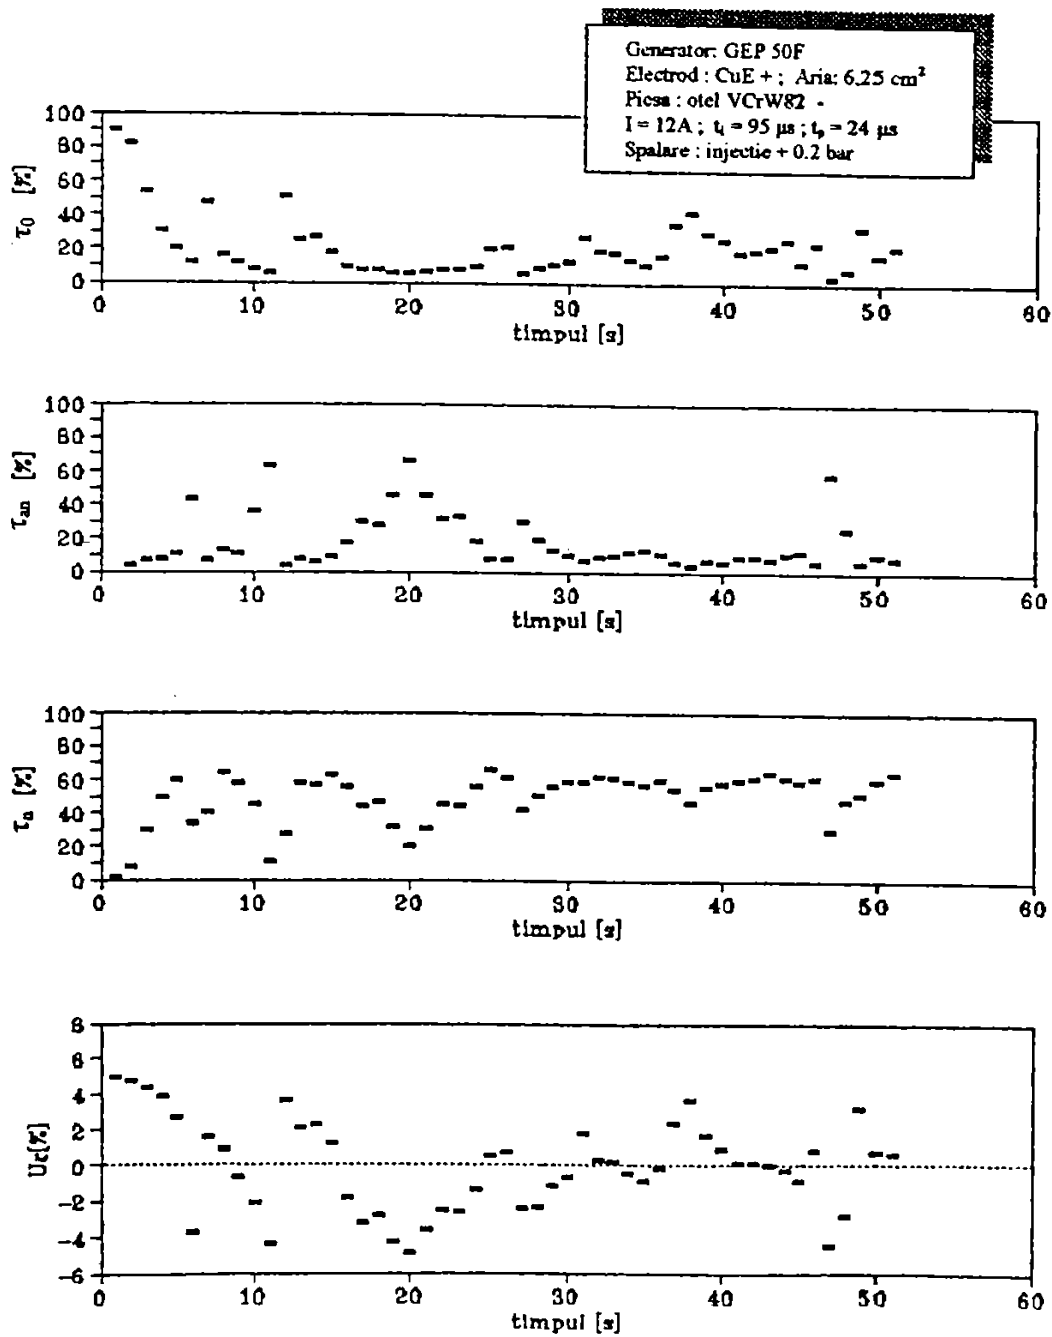 Generator: GEP 50F
Electrod : CuE + ; Aria: 6,25 cm²
Piesa : otel VCrW82 -
I = 12A ; tᵢ = 95 µs ; tₚ = 24 µs
Spalare : injectie + 0.2 bar
100
80
60
40
20
0
τ₀ [%]
0 10 20 30 40 50 60
timpul [s]
100
80
60
40
20
0
τan [%]
0 10 20 30 40 50 60
timpul [s]
100
80
60
40
20
0
τa [%]
0 10 20 30 40 50 60
timpul [s]
8
6
4
2
0
-2
-4
-6
[%]
0 10 20 30 40 50 60
timpul [s]